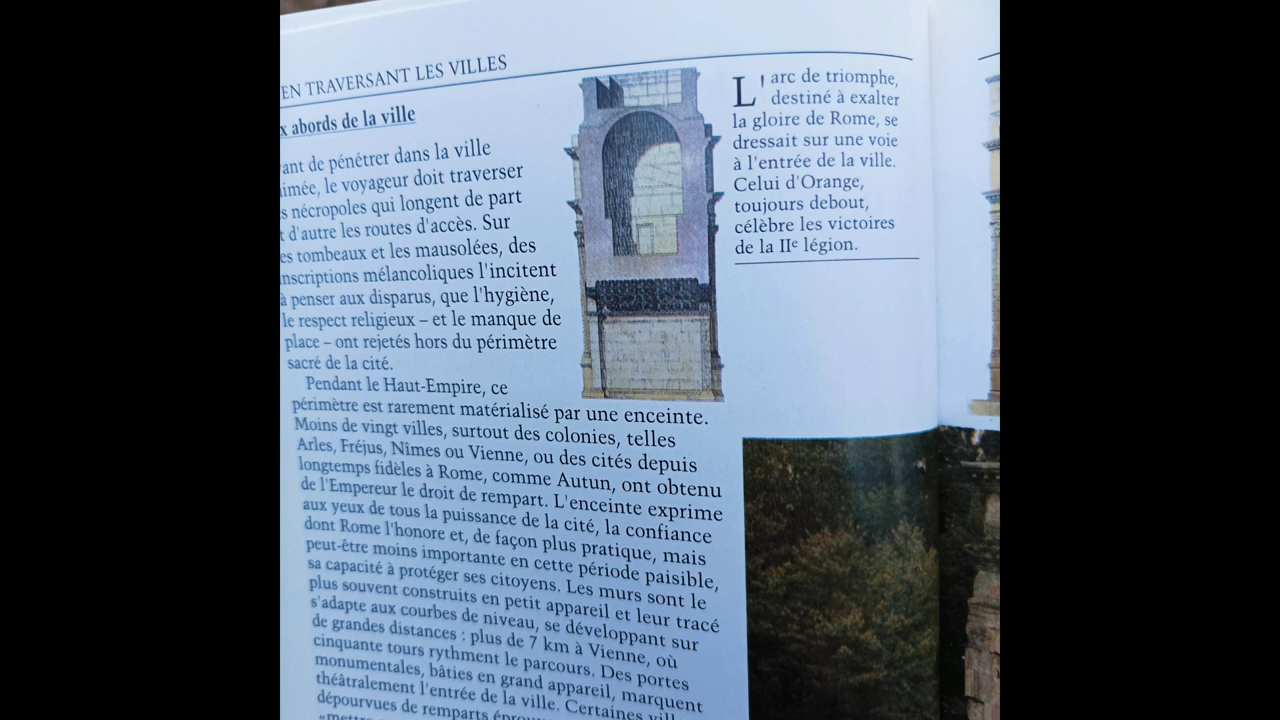 EN TRAVERSANT LES VILLES
x abords de la ville
vant de pénétrer dans la ville
imée, le voyageur doit traverser
s nécropoles qui longent de part
t d'autre les routes d'accès. Sur
es tombeaux et les mausolées, des
inscriptions mélancoliques l'incitent
à penser aux disparus, que l'hygiène,
le respect religieux – et le manque de
place – ont rejetés hors du périmètre
sacré de la cité.
Pendant le Haut-Empire, ce
périmètre est rarement matérialisé par une enceinte.
Moins de vingt villes, surtout des colonies, telles
Arles, Fréjus, Nîmes ou Vienne, ou des cités depuis
longtemps fidèles à Rome, comme Autun, ont obtenu
de l'Empereur le droit de rempart. L'enceinte exprime
aux yeux de tous la puissance de la cité, la confiance
dont Rome l'honore et, de façon plus pratique, mais
peut-être moins importante en cette période paisible,
sa capacité à protéger ses citoyens. Les murs sont le
plus souvent construits en petit appareil et leur tracé
s'adapte aux courbes de niveau, se développant sur
de grandes distances : plus de 7 km à Vienne, où
cinquante tours rythment le parcours. Des portes
monumentales, bâties en grand appareil, marquent
théâtralement l'entrée de la ville. Certaines
dépourvues de remparts
L'arc de triomphe,
destiné à exalter
la gloire de Rome, se
dressait sur une voie
à l'entrée de la ville.
Celui d'Orange,
toujours debout,
célèbre les victoires
de la IIe légion.